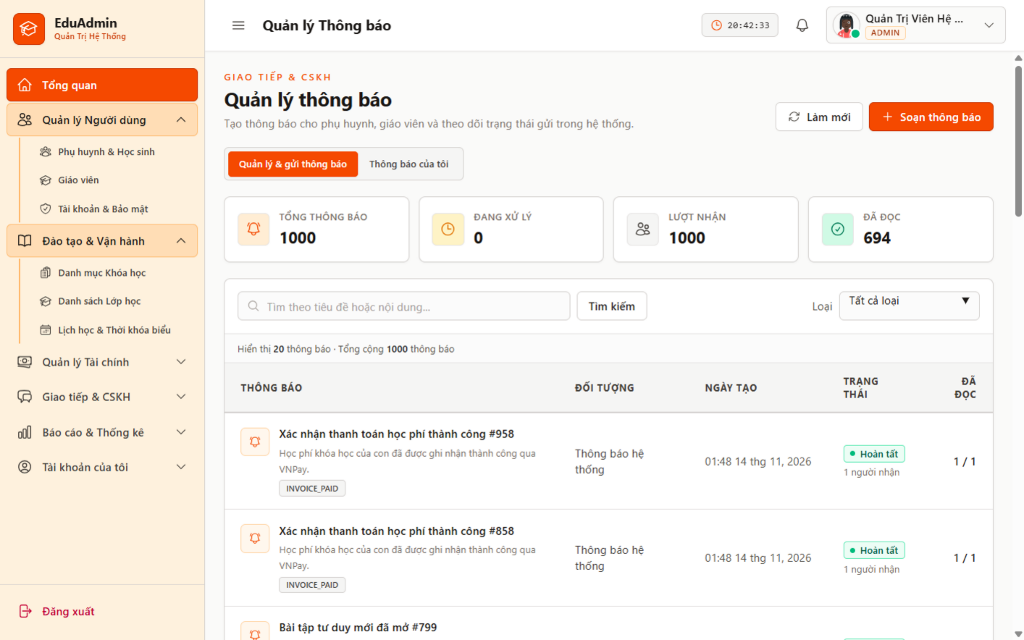 EduAdmin
Quản Trị Hệ Thống
Tổng quan
Quản lý Người dùng
Phụ huynh & Học sinh
Giáo viên
Tài khoản & Bảo mật
Đào tạo & Vận hành
Danh mục Khóa học
Danh sách Lớp học
Lịch học & Thời khóa biểu
Quản lý Tài chính
Giao tiếp & CSKH
Báo cáo & Thống kê
Tài khoản của tôi
Đăng xuất
Quản lý Thông báo
20:42:33
Quản Trị Viên Hệ ...
ADMIN
GIAO TIẾP & CSKH
Quản lý thông báo
Tạo thông báo cho phụ huynh, giáo viên và theo dõi trạng thái gửi trong hệ thống.
Làm mới
Soạn thông báo
Quản lý & gửi thông báo
Thông báo của tôi
TỔNG THÔNG BÁO
1000
ĐANG XỬ LÝ
0
LƯỢT NHẬN
1000
ĐÃ ĐỌC
694
Tìm theo tiêu đề hoặc nội dung...
Tìm kiếm
Loại
Tất cả loại
Hiển thị 20 thông báo · Tổng cộng 1000 thông báo
THÔNG BÁO
ĐỐI TƯỢNG
NGÀY TẠO
TRẠNG
THÁI
ĐÃ
ĐỌC
Xác nhận thanh toán học phí thành công #958
Học phí khóa học của con đã được ghi nhận thành công qua
VNPay.
INVOICE_PAID
Thông báo hệ
thống
01:48 14 thg 11, 2026
Hoàn tất
1 người nhận
1 / 1
Xác nhận thanh toán học phí thành công #858
Học phí khóa học của con đã được ghi nhận thành công qua
VNPay.
INVOICE_PAID
Thông báo hệ
thống
01:48 14 thg 11, 2026
Hoàn tất
1 người nhận
1 / 1
Bài tập tư duy mới đã mở #799